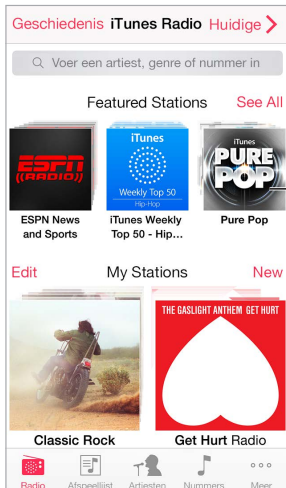 Geschiedenis iTunes Radio Huidige
Voer een artiest, genre of nummer in
Featured Stations See All
ESPN
((RADIO))
iTunes
Weekly Top 50
Hip-Hop
iTunes
PURE
POP
ESPN News
and Sports
iTunes Weekly
Top 50 - Hip...
Pure Pop
Edit My Stations New
THE GASLIGHT ANTHEM GET HURT
Classic Rock
Get Hurt Radio
Radio Afspeellijst Artiesten Nummers Meer